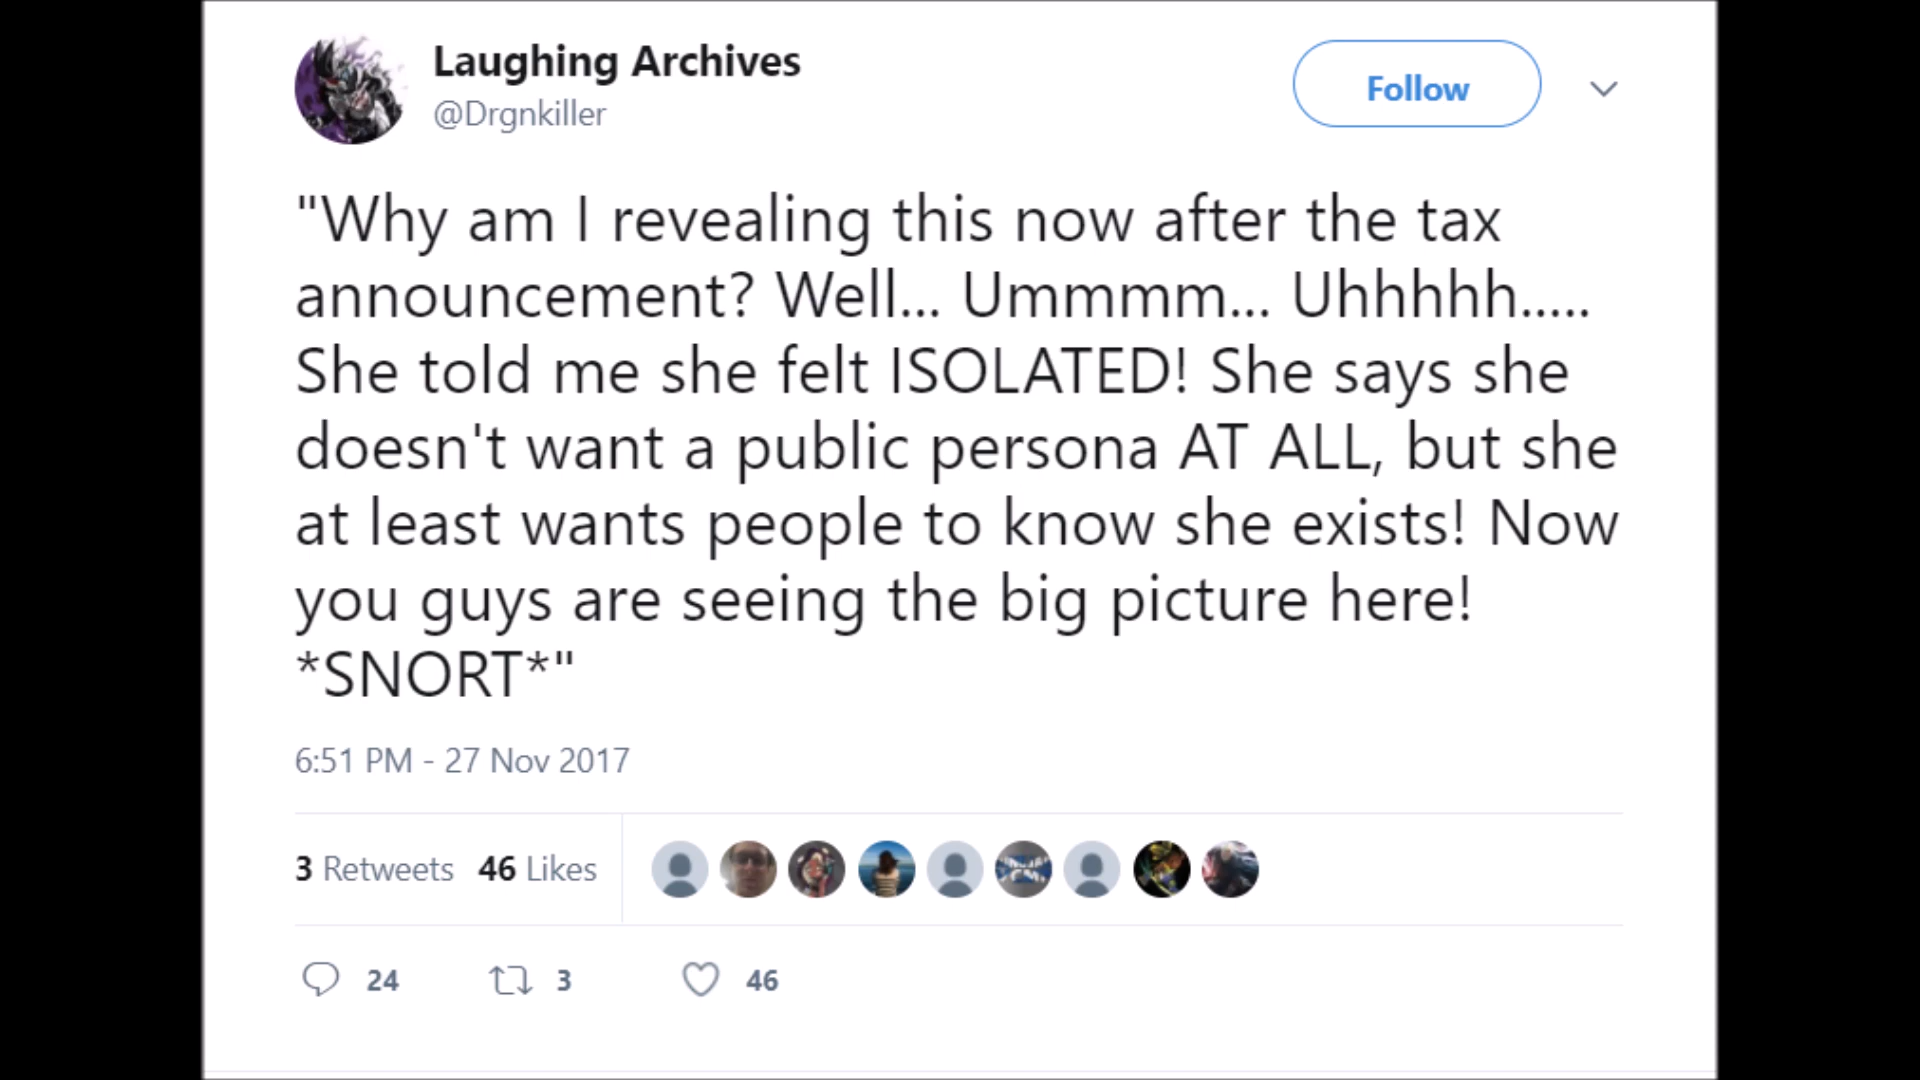 Laughing Archives
@Drgnkiller
Follow
"Why am I revealing this now after the tax
announcement? Well... Ummmm... Uhhhhh.....
She told me she felt ISOLATED! She says she
doesn't want a public persona AT ALL, but she
at least wants people to know she exists! Now
you guys are seeing the big picture here!
*SNORT*"
6:51 PM - 27 Nov 2017
3 Retweets 46 Likes
24 3 46